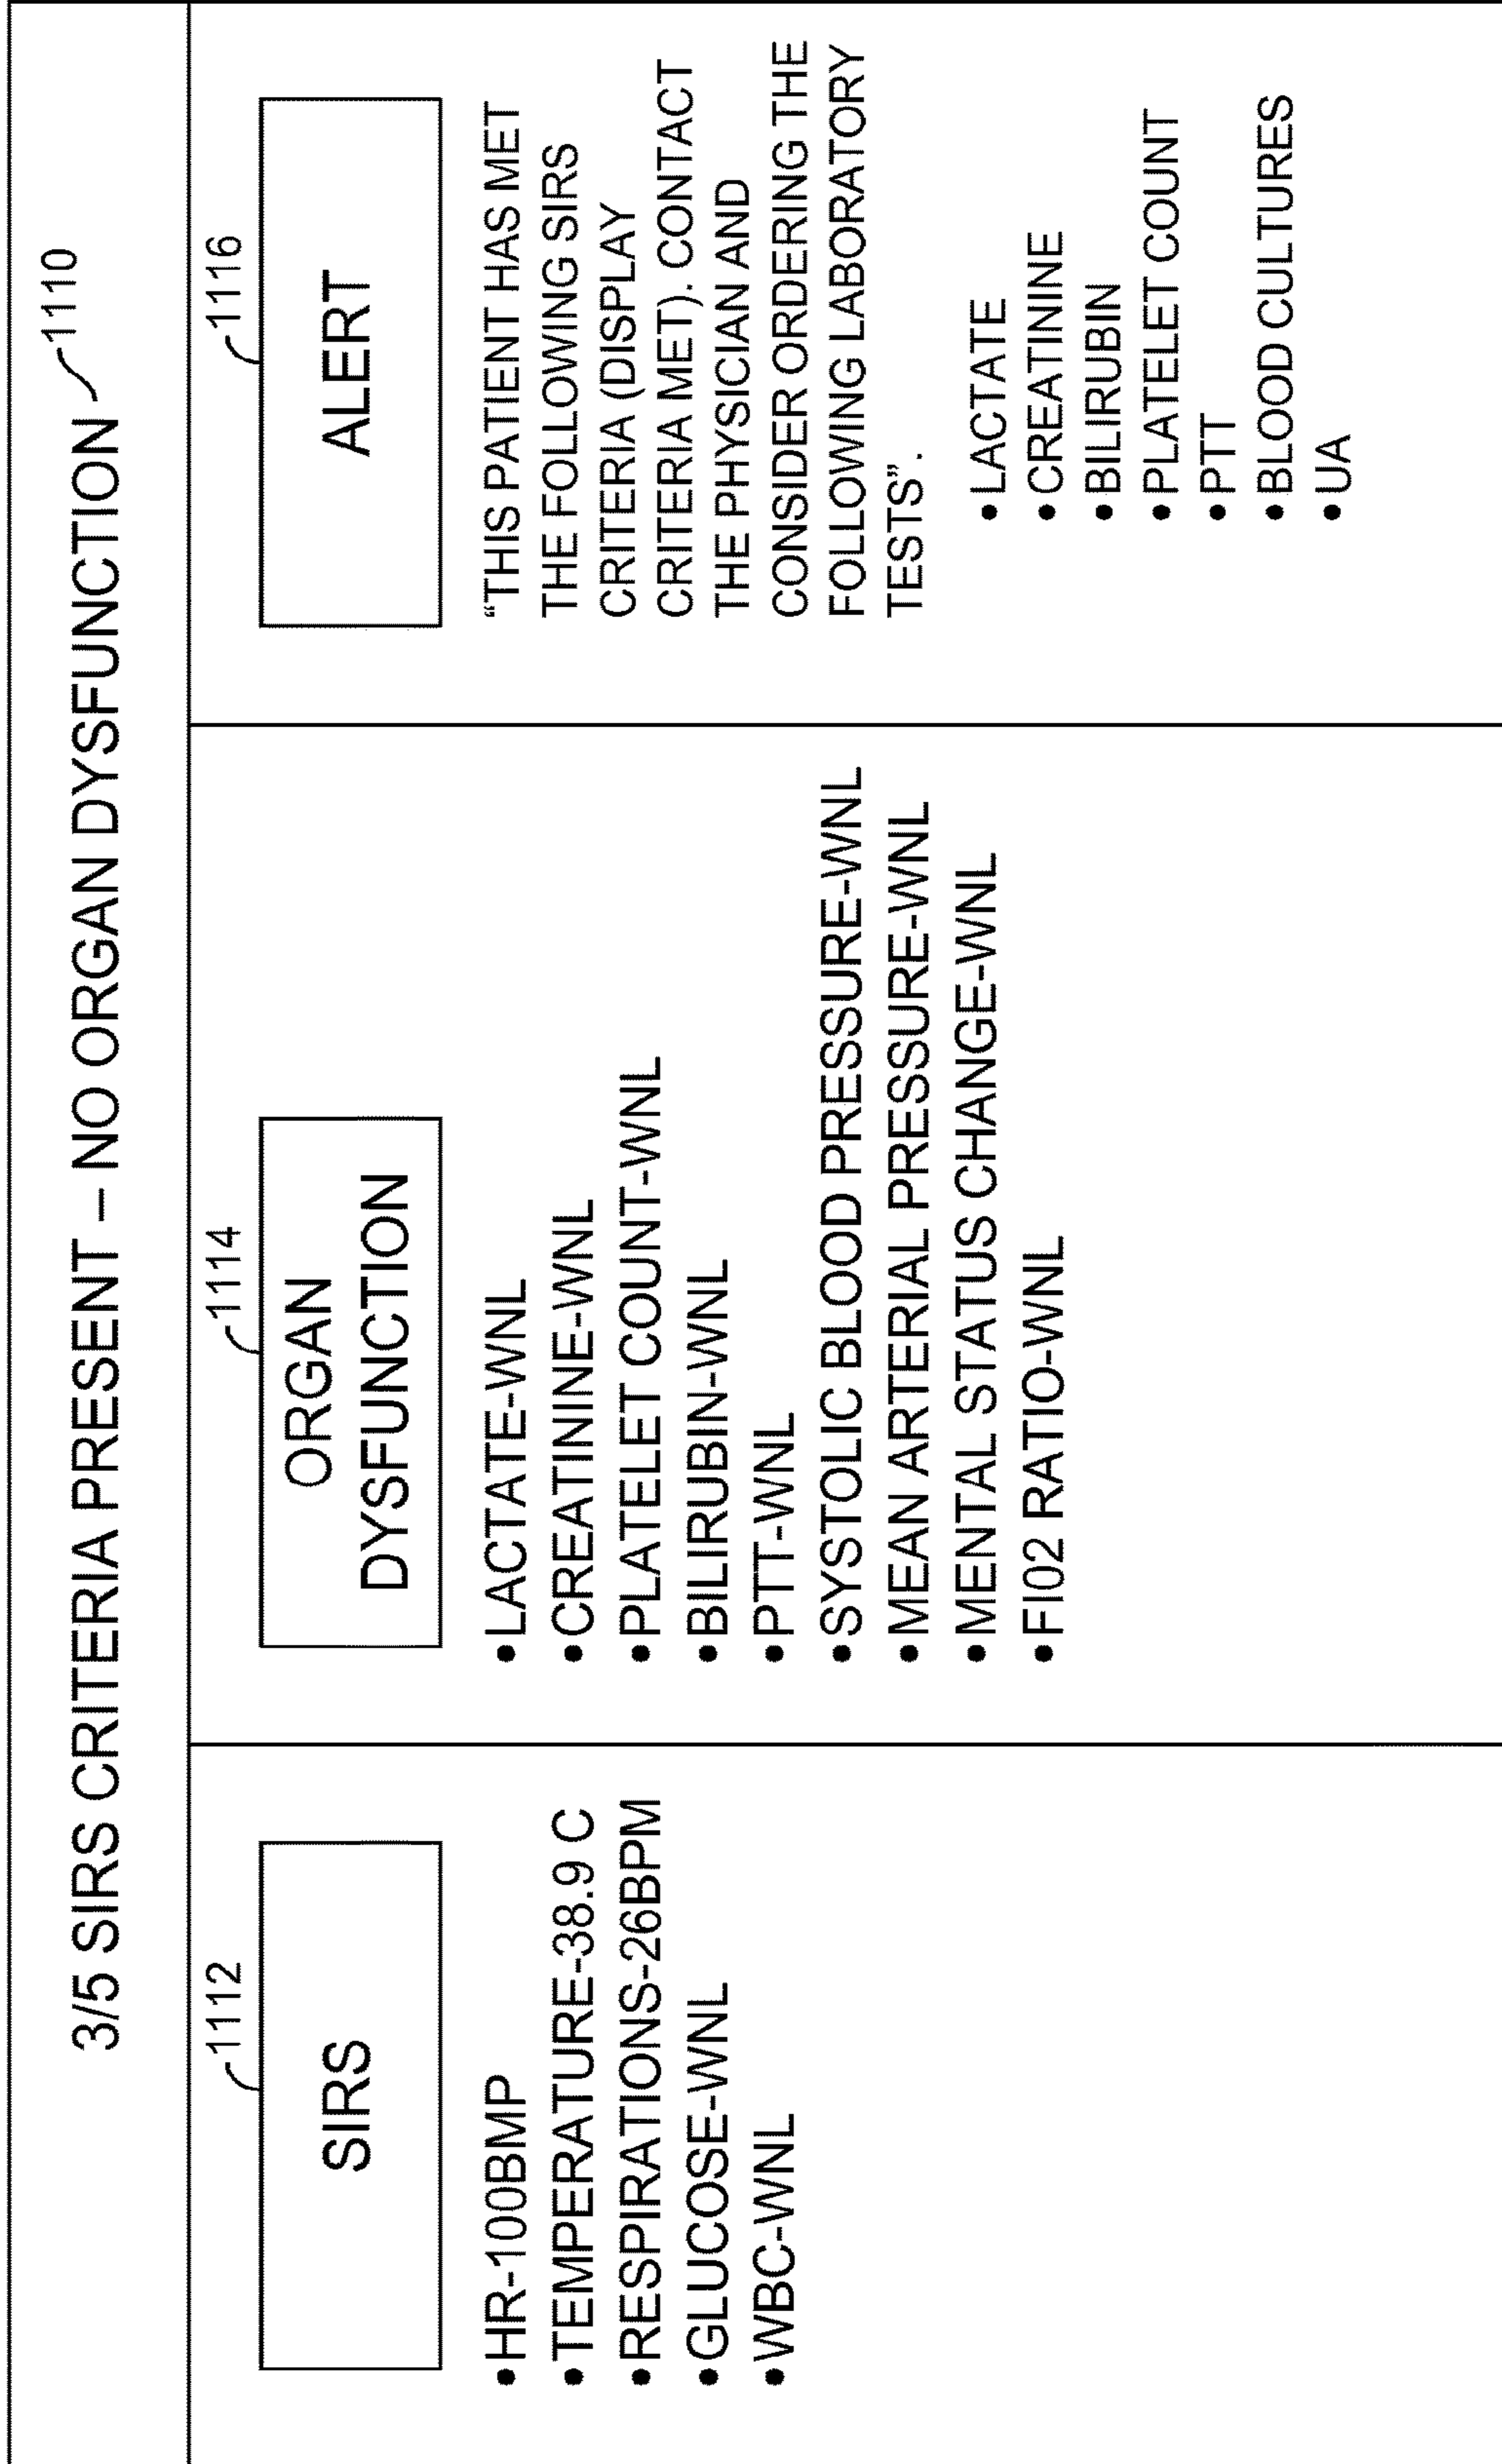 3/5 SIRS CRITERIA PRESENT – NO ORGAN DYSFUNCTION
1110
1112
SIRS
•HR-100BMP
•TEMPERATURE-38.9 C
•RESPIRATIONS-26BPM
•GLUCOSE-WNL
•WBC-WNL
1114
ORGAN
DYSFUNCTION
•LACTATE-WNL
•CREATININE-WNL
•PLATELET COUNT-WNL
•BILIRUBIN-WNL
•PTT-WNL
•SYSTOLIC BLOOD PRESSURE-WNL
•MEAN ARTERIAL PRESSURE-WNL
•MENTAL STATUS CHANGE-WNL
•FI02 RATIO-WNL
1116
ALERT
“THIS PATIENT HAS MET
THE FOLLOWING SIRS
CRITERIA (DISPLAY
CRITERIA MET). CONTACT
THE PHYSICIAN AND
CONSIDER ORDERING THE
FOLLOWING LABORATORY
TESTS”.
•LACTATE
•CREATININE
•BILIRUBIN
•PLATELET COUNT
•PTT
•BLOOD CULTURES
•UA